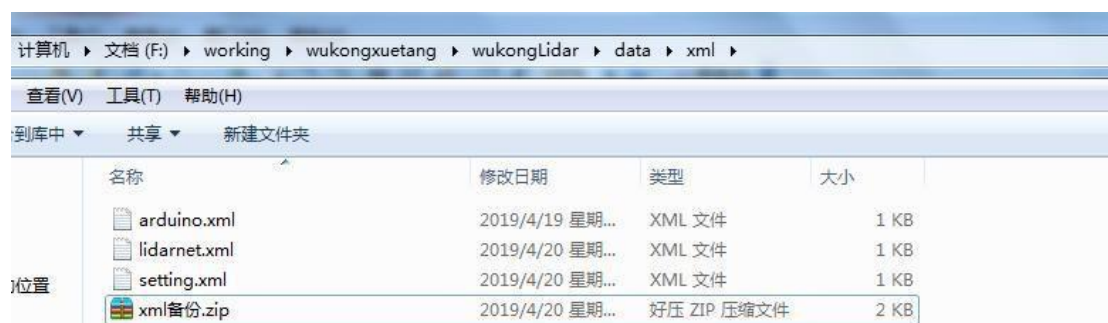 计算机 ▸ 文档 (F:) ▸ working ▸ wukongxuetang ▸ wukongLidar ▸ data ▸ xml ▸
查看(V) 工具(T) 帮助(H)
到库中 ▾ 共享 ▾ 新建文件夹
名称 修改日期 类型 大小
arduino.xml 2019/4/19 星期... XML 文件 1 KB
lidarnet.xml 2019/4/20 星期... XML 文件 1 KB
setting.xml 2019/4/20 星期... XML 文件 1 KB
位置
xml备份.zip 2019/4/20 星期... 好压 ZIP 压缩文件 2 KB